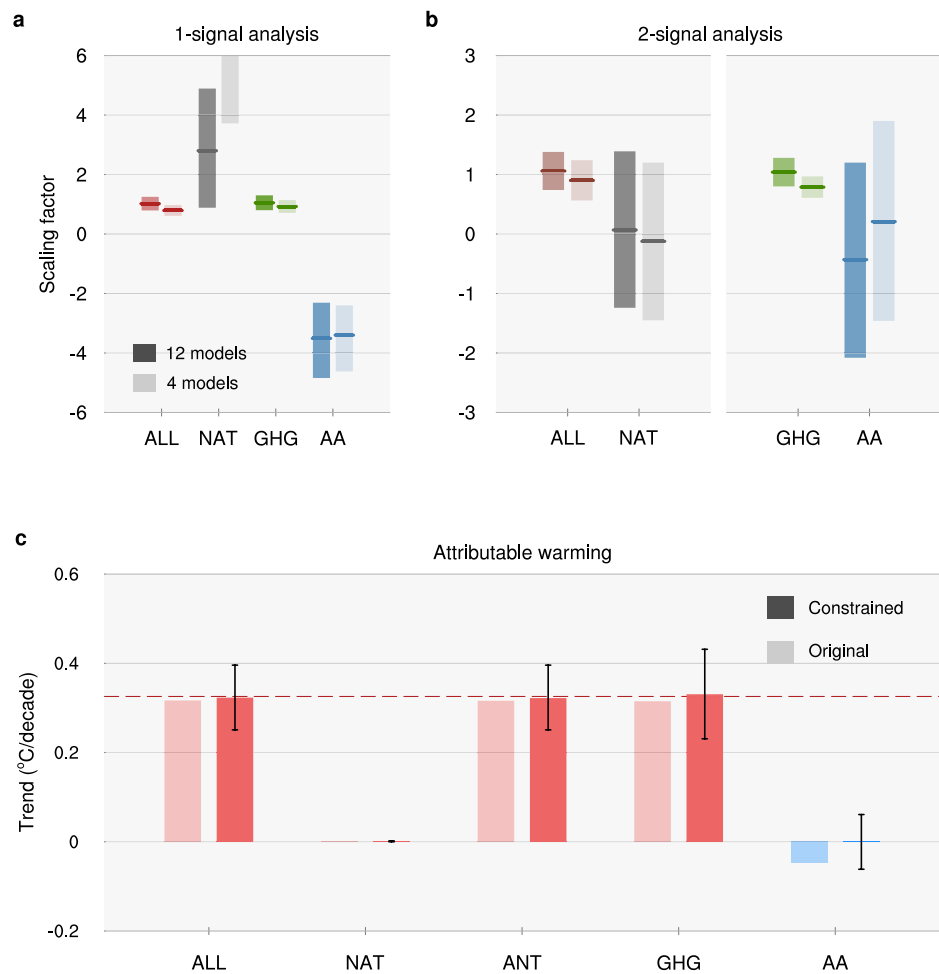 a
1-signal analysis
6
4
2
0
-2
-4
-6
Scaling factor
12 models
4 models
ALL NAT GHG AA
b
2-signal analysis
3
2
1
0
-1
-2
-3
ALL NAT
GHG AA
c
Attributable warming
0.6
0.4
0.2
0
-0.2
Trend (°C/decade)
Constrained
Original
ALL NAT ANT GHG AA